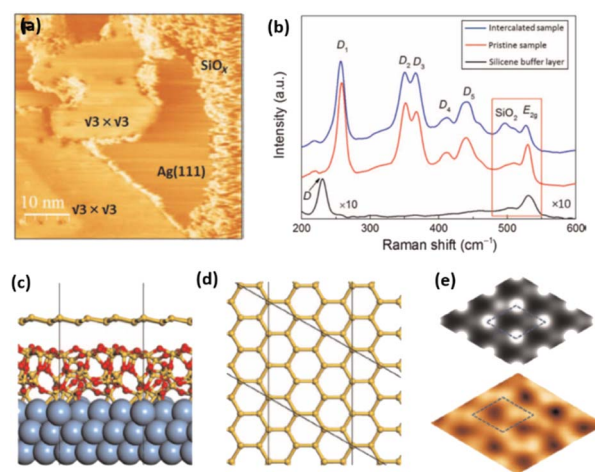 (a)
SiOₓ
√3 × √3
Ag(111)
10 nm
√3 × √3
(b)
Intercalated sample
Pristine sample
Silicene buffer layer
D₁
D₂ D₃
D₄
D₅
SiO₂ E₂g
D
×10
×10
Intensity (a.u.)
200 300 400 500 600
Raman shift (cm⁻¹)
(c)
(d)
(e)